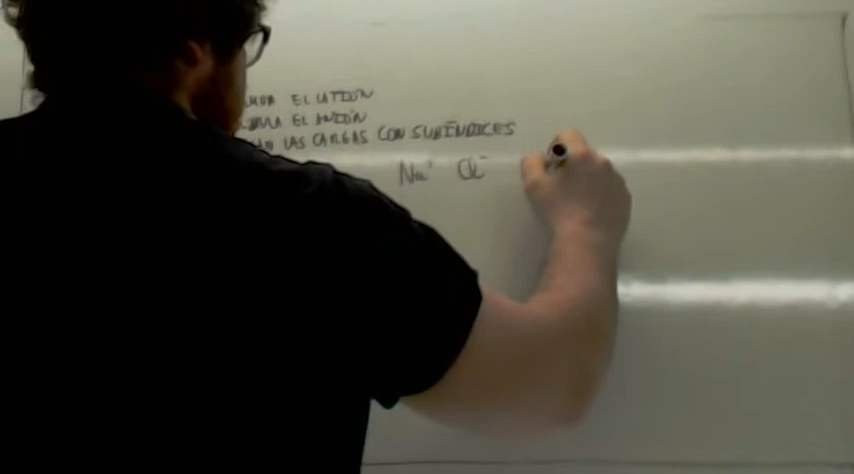 EL CATIÓN
EL ANIÓN
LAS CARGAS CON SUBÍNDICES
Na⁺ Cl⁻